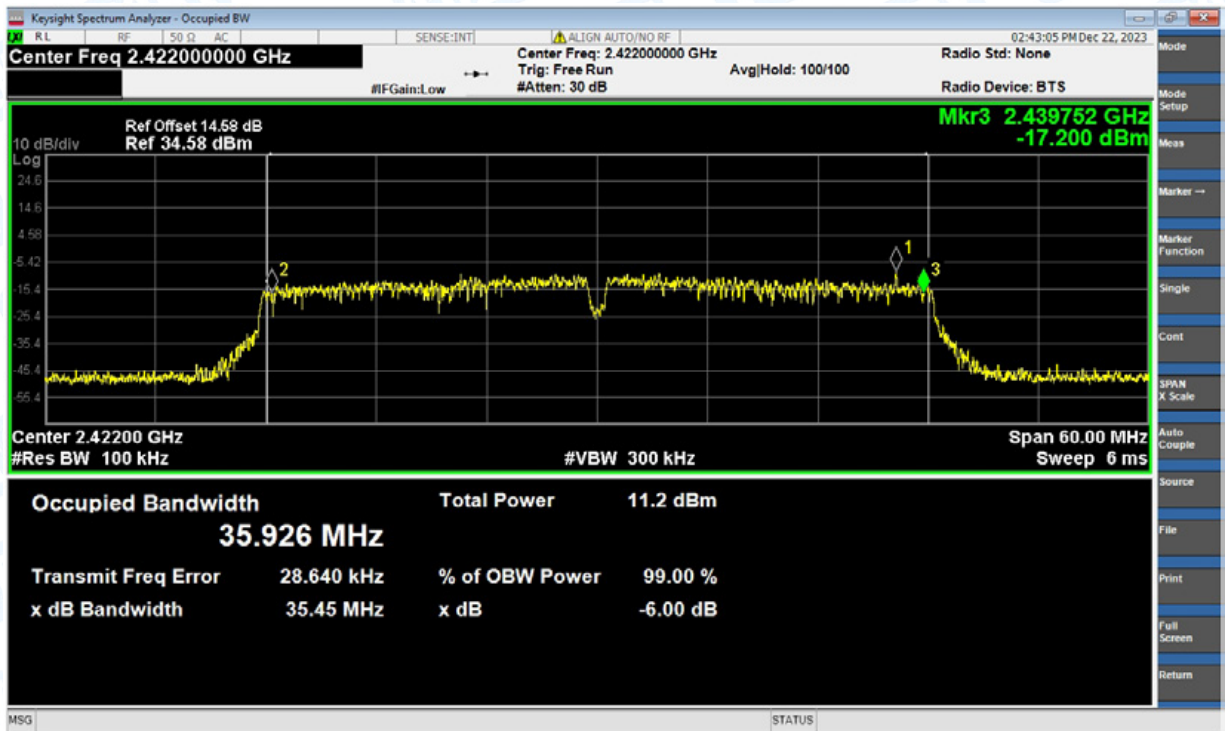 Keysight Spectrum Analyzer - Occupied BW
RL RF 50 Ω AC SENSE:INT ALIGN AUTO/NO RF 02:43:05 PM Dec 22, 2023
Center Freq 2.422000000 GHz
Center Freq: 2.422000000 GHz
Radio Std: None
Trig: Free Run Avg|Hold: 100/100
#IFGain:Low #Atten: 30 dB Radio Device: BTS
Mkr3 2.439752 GHz
-17.200 dBm
Ref Offset 14.58 dB
10 dB/div Ref 34.58 dBm
Log
24.6
14.6
4.58
-5.42
-15.4
-25.4
-35.4
-45.4
-55.4
2
1
3
Center 2.42200 GHz Span 60.00 MHz
#Res BW 100 kHz #VBW 300 kHz Sweep 6 ms
Occupied Bandwidth Total Power 11.2 dBm
35.926 MHz
Transmit Freq Error 28.640 kHz % of OBW Power 99.00 %
x dB Bandwidth 35.45 MHz x dB -6.00 dB
MSG STATUS
Mode
Mode
Setup
Meas
Marker →
Marker
Function
Single
Cont
SPAN
X Scale
Auto
Couple
Source
File
Print
Full
Screen
Return